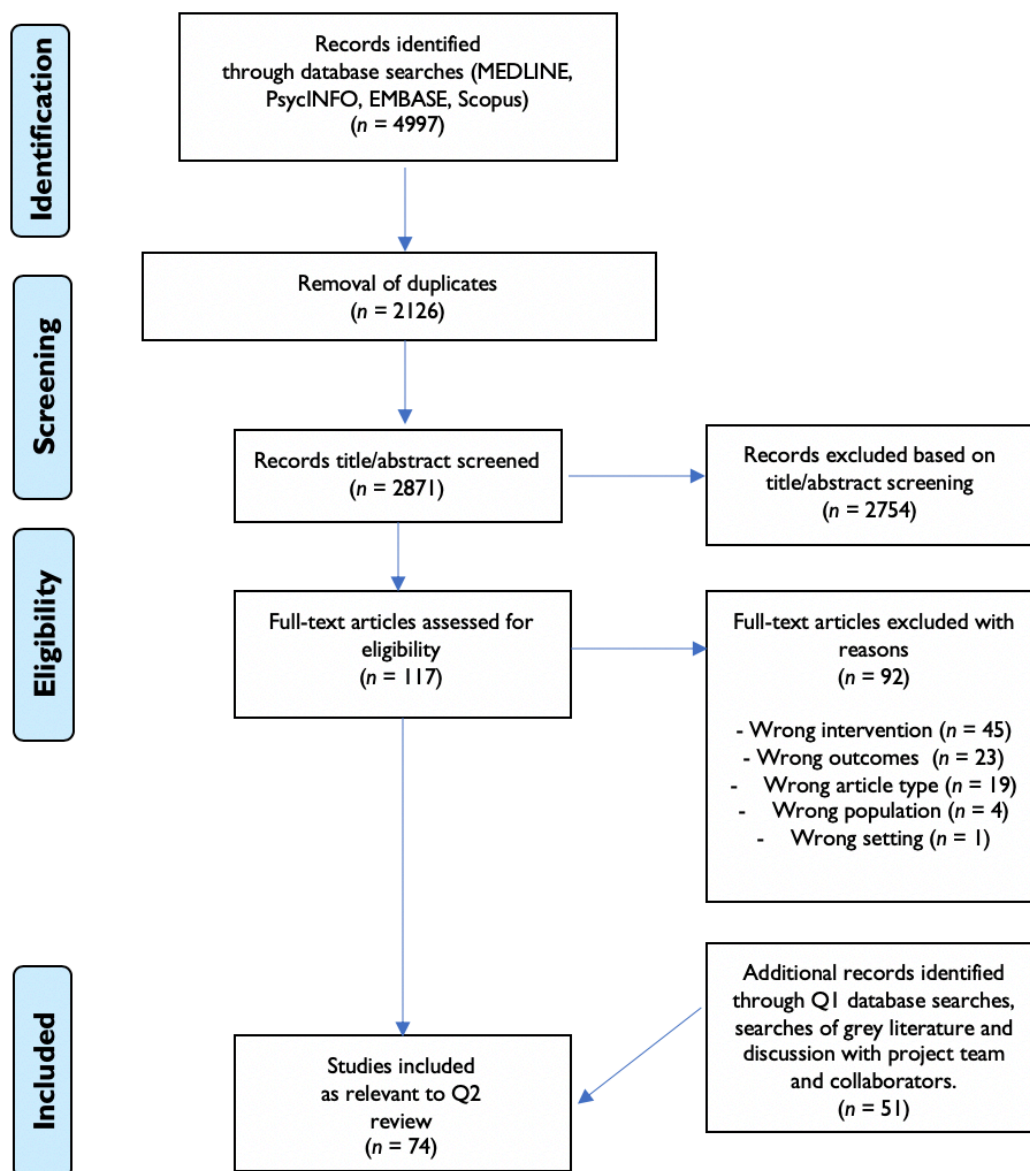 Identification
Records identified
through database searches (MEDLINE,
PsycINFO, EMBASE, Scopus)
(n = 4997)
Removal of duplicates
(n = 2126)
Screening
Records title/abstract screened
(n = 2871)
Records excluded based on
title/abstract screening
(n = 2754)
Eligibility
Full-text articles assessed for
eligibility
(n = 117)
Full-text articles excluded with
reasons
(n = 92)
- Wrong intervention (n = 45)
- Wrong outcomes (n = 23)
- Wrong article type (n = 19)
- Wrong population (n = 4)
- Wrong setting (n = 1)
Included
Studies included
as relevant to Q2
review
(n = 74)
Additional records identified
through Q1 database searches,
searches of grey literature and
discussion with project team
and collaborators.
(n = 51)